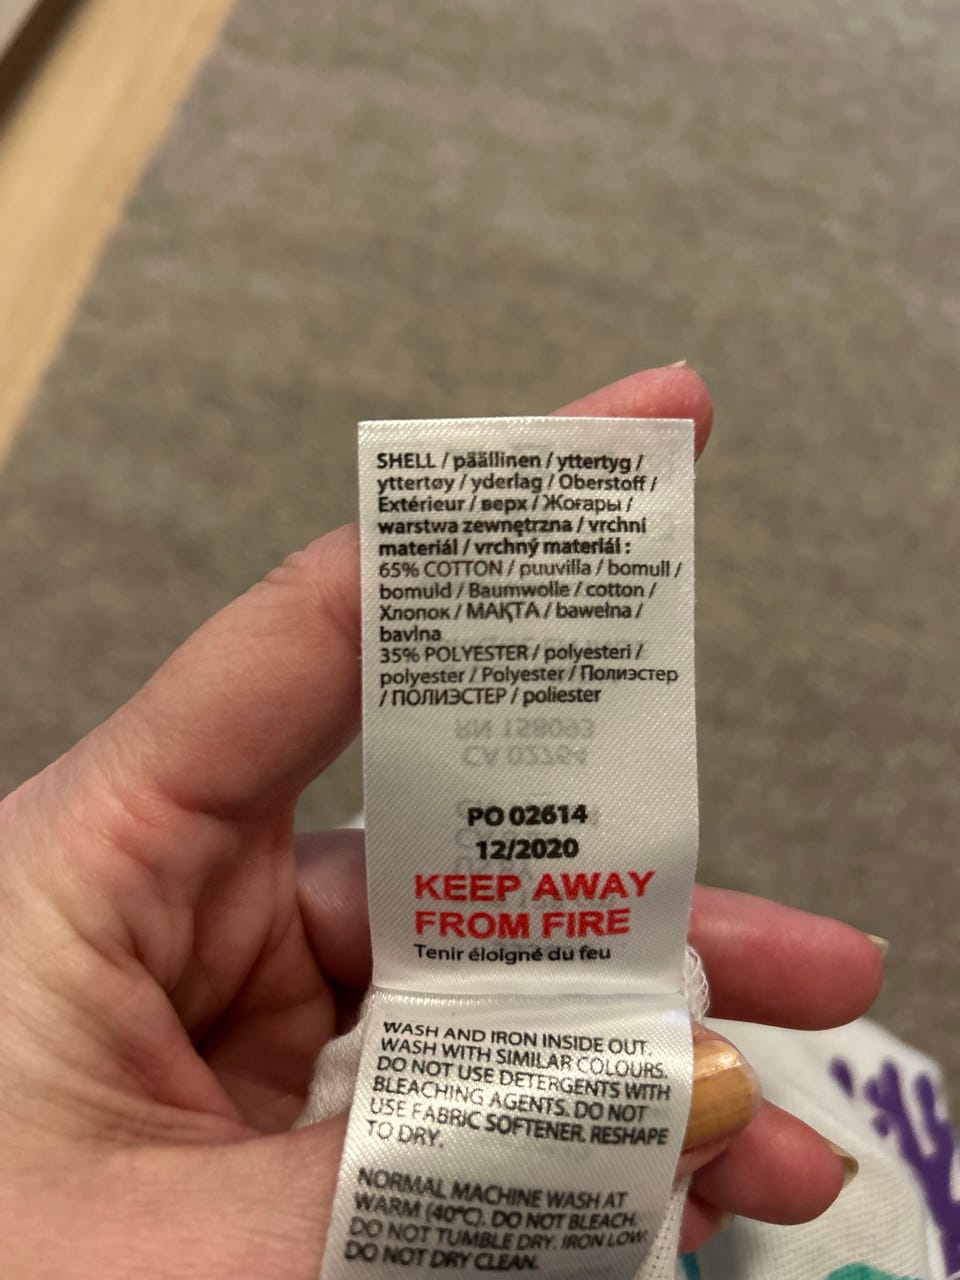 SHELL / päällinen / yttertyg /
yttertøy / yderlag / Oberstoff /
Extérieur / верх / Жоғары /
warstwa zewnętrzna / vrchní
materiál / vrchný materiál :
65% COTTON / puuvilla / bomull /
bomuld / Baumwolle / cotton /
Хлопок / МАҚТА / bawełna /
bavlna
35% POLYESTER / polyesteri /
polyester / Polyester / Полиэстер
/ ПОЛИЭСТЕР / poliester
RN 158093
CA 02764
PO 02614
12/2020
KEEP AWAY
FROM FIRE
Tenir éloigné du feu
WASH AND IRON INSIDE OUT.
WASH WITH SIMILAR COLOURS.
DO NOT USE DETERGENTS WITH
BLEACHING AGENTS. DO NOT
USE FABRIC SOFTENER. RESHAPE
TO DRY.
NORMAL MACHINE WASH AT
WARM (40°C). DO NOT BLEACH.
DO NOT TUMBLE DRY. IRON LOW.
DO NOT DRY CLEAN.